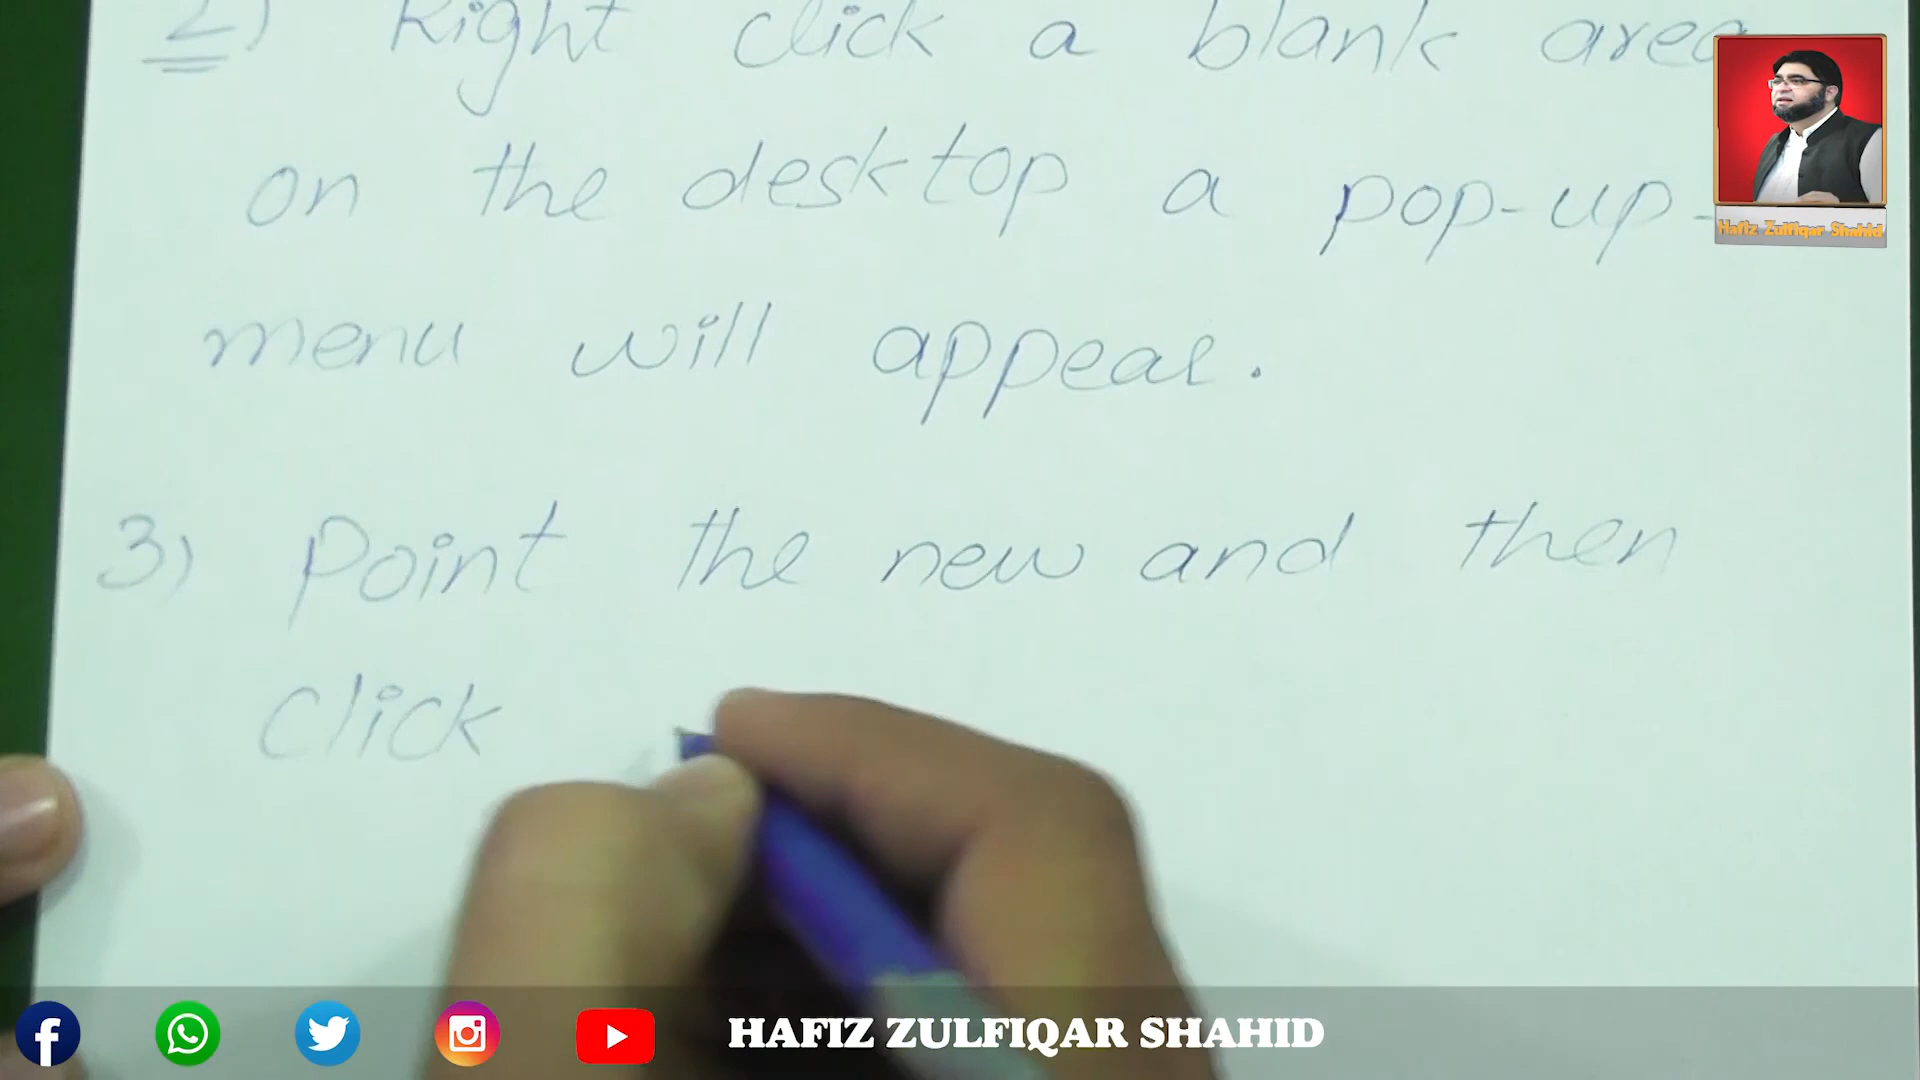 2) Right click a blank area
on the desktop a pop-up-
menu will appear.
3) Point the new and then
click
Hafiz Zulfiqar Shahid
HAFIZ ZULFIQAR SHAHID